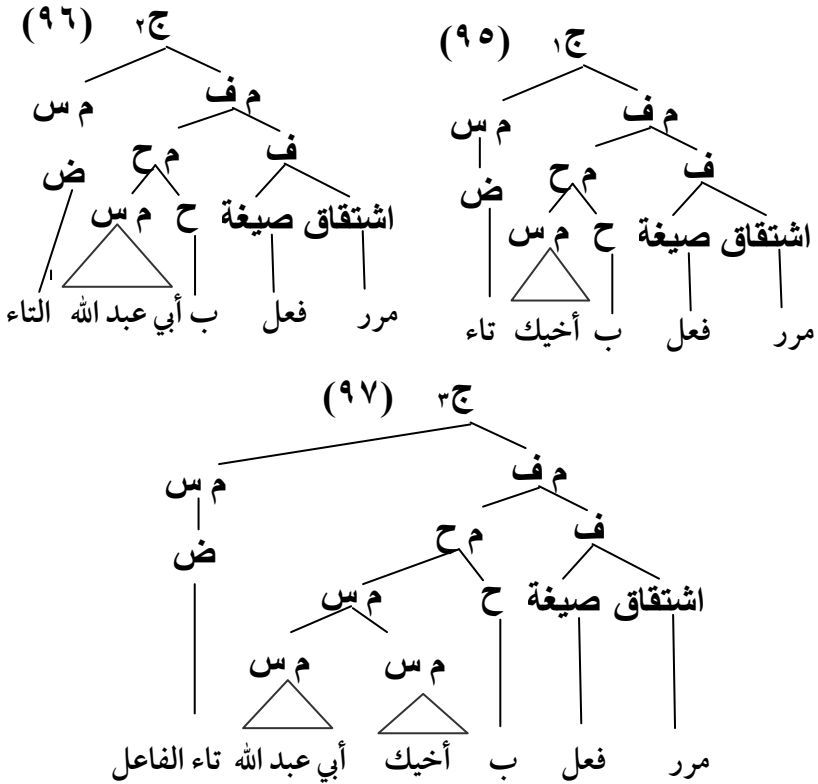 (٩٥) ج١
م ف م س
ف م ح ض
اشتقاق صيغة ح م س
مرر فعل ب أخيك تاء
(٩٦) ج٢
م ف م س
ف م ح ض
اشتقاق صيغة ح م س
مرر فعل ب أبي عبد الله التاء
(٩٧) ج٣
م ف م س
ف م ح ض
اشتقاق صيغة ح م س
م س م س
مرر فعل ب أخيك أبي عبد الله تاء الفاعل